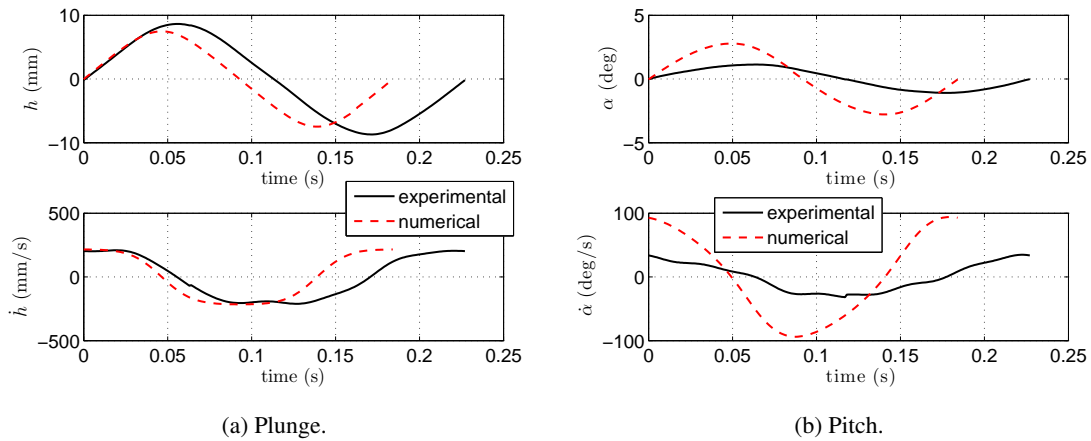 10
0
−10
h (mm)
0 0.05 0.1 0.15 0.2 0.25
time (s)
5
0
−5
α (deg)
0 0.05 0.1 0.15 0.2 0.25
time (s)
experimental
numerical
500
0
−500
ḣ (mm/s)
0 0.05 0.1 0.15 0.2 0.25
time (s)
experimental
numerical
100
0
−100
α̇ (deg/s)
0 0.05 0.1 0.15 0.2 0.25
time (s)
(a) Plunge.
(b) Pitch.